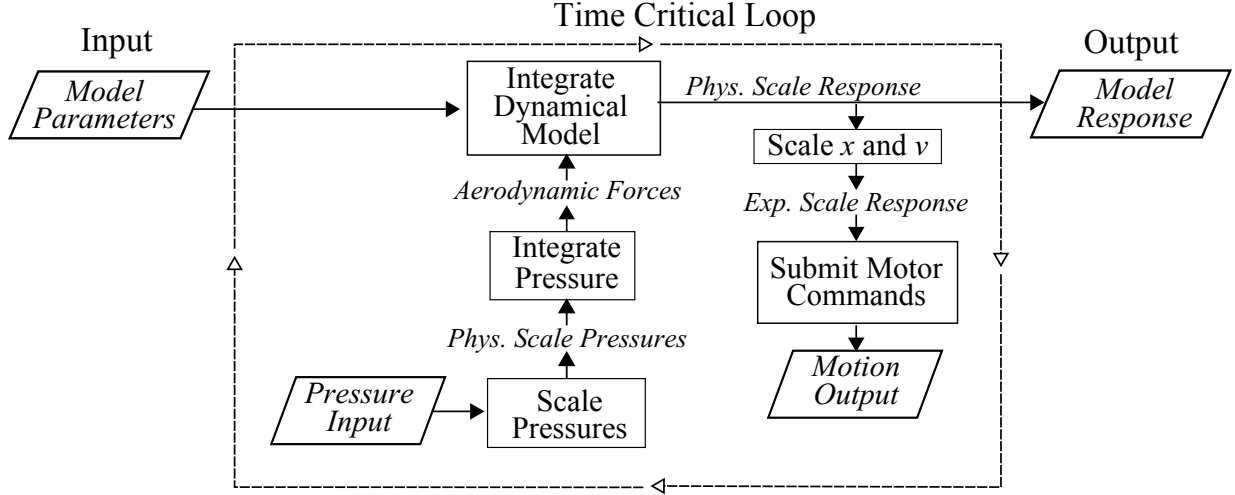 Time Critical Loop
Input
Output
Model
Parameters
Integrate
Dynamical
Model
Phys. Scale Response
Model
Response
Scale x and v
Aerodynamic Forces
Exp. Scale Response
Integrate
Pressure
Submit Motor
Commands
Phys. Scale Pressures
Motion
Output
Pressure
Input
Scale
Pressures